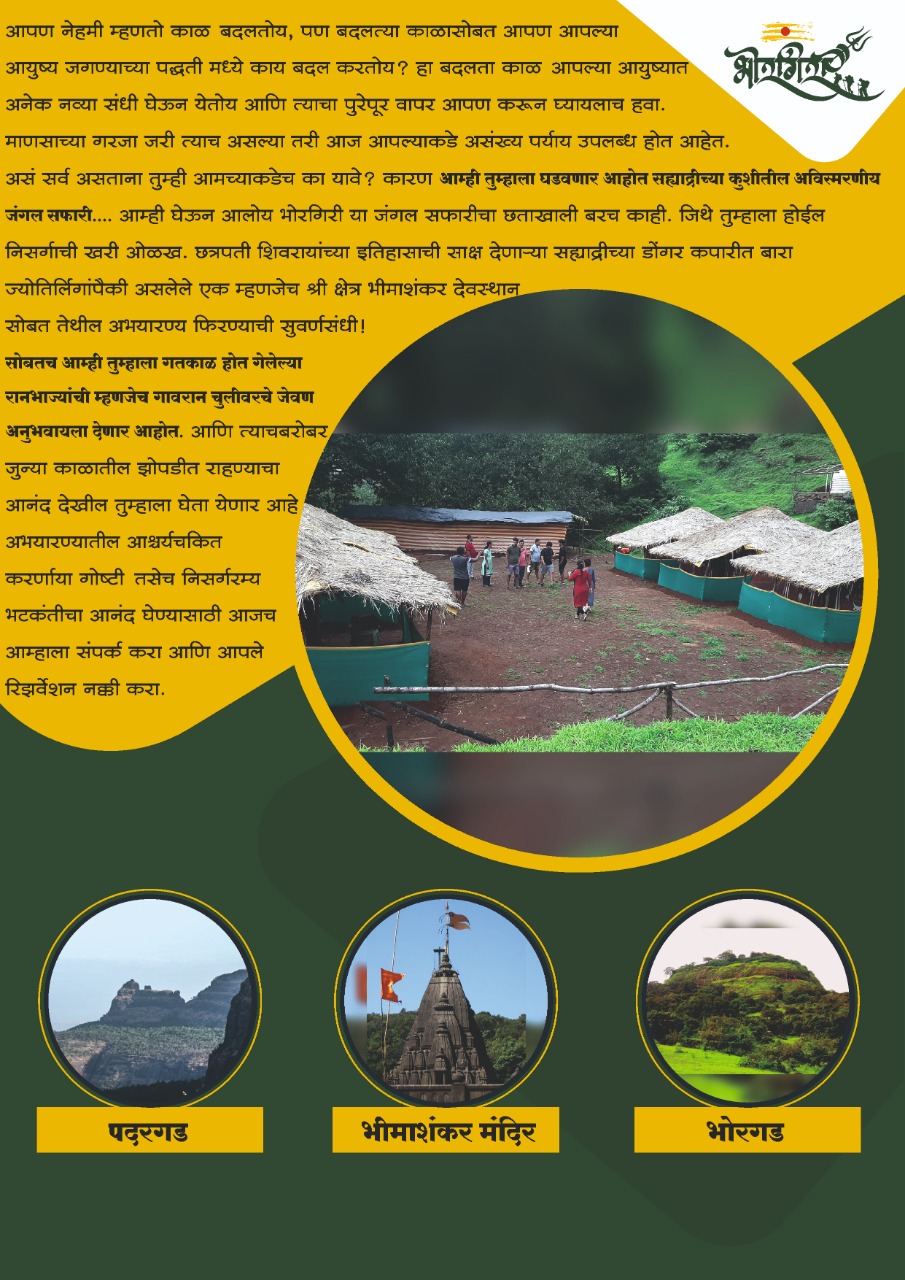 आपण नेहमी म्हणतो काळ बदलतोय, पण बदलत्या काळासोबत आपण आपल्या
आयुष्य जगण्याच्या पद्धती मध्ये काय बदल करतोय? हा बदलता काळ आपल्या आयुष्यात
अनेक नव्या संधी घेऊन येतोय आणि त्याचा पुरेपूर वापर आपण करून घ्यायलाच हवा.
माणसाच्या गरजा जरी त्याच असल्या तरी आज आपल्याकडे असंख्य पर्याय उपलब्ध होत आहेत.
असं सर्व असताना तुम्ही आमच्याकडेच का यावे? कारण आम्ही तुम्हाला घडवणार आहोत सह्याद्रीच्या कुशीतील अविस्मरणीय
जंगल सफारी.... आम्ही घेऊन आलोय भोरगिरी या जंगल सफारीचा छताखाली बरच काही. जिथे तुम्हाला होईल
निसर्गाची खरी ओळख. छत्रपती शिवरायांच्या इतिहासाची साक्ष देणाऱ्या सह्याद्रीच्या डोंगर कपारीत बारा
ज्योतिर्लिगांपैकी असलेले एक म्हणजेच श्री क्षेत्र भीमाशंकर देवस्थान
सोबत तेथील अभयारण्य फिरण्याची सुवर्णसंधी!
सोबतच आम्ही तुम्हाला गतकाळ होत गेलेल्या
रानभाज्यांची म्हणजेच गावरान चुलीवरचे जेवण
अनुभवायला देणार आहोत. आणि त्याचबरोबर
जुन्या काळातील झोपडीत राहण्याचा
आनंद देखील तुम्हाला घेता येणार आहे
अभयारण्यातील आश्चर्यचकित
करर्णाया गोष्टी तसेच निसर्गरम्य
भटकंतीचा आनंद घेण्यासाठी आजच
आम्हाला संपर्क करा आणि आपले
रिझर्वेशन नक्की करा.
भोरगिरी
पदरगड
भीमाशंकर मंदिर
भोरगड